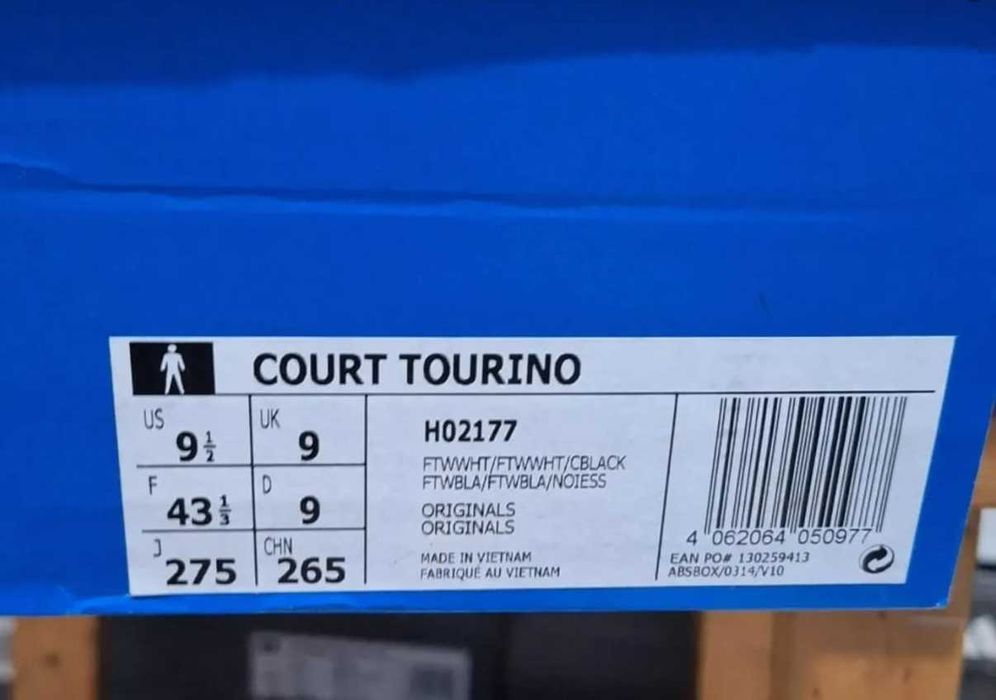 COURT TOURINO
US 9 1/2
UK 9
F 43 1/3
D 9
J 275
CHN 265
H02177
FTWWHT/FTWWHT/CBLACK
FTWBLA/FTWBLA/NOIESS
ORIGINALS
ORIGINALS
MADE IN VIETNAM
FABRIQUÉ AU VIETNAM
4 062064 050977
EAN PO# 130259413
ABSBOX/0314/V10